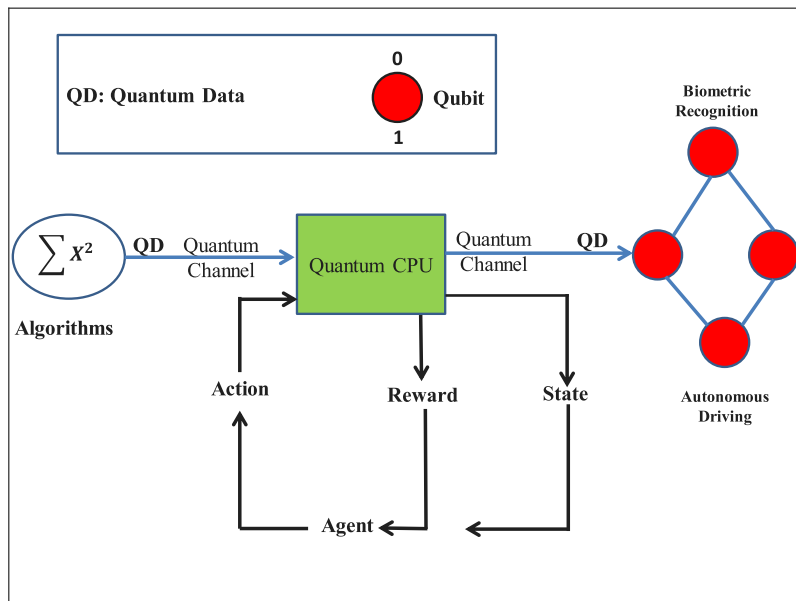 0
QD: Quantum Data
Qubit
1
Biometric
Recognition
∑ X²
QD
Quantum
Channel
Quantum CPU
Quantum
Channel
QD
Algorithms
Action
Reward
State
Autonomous
Driving
Agent